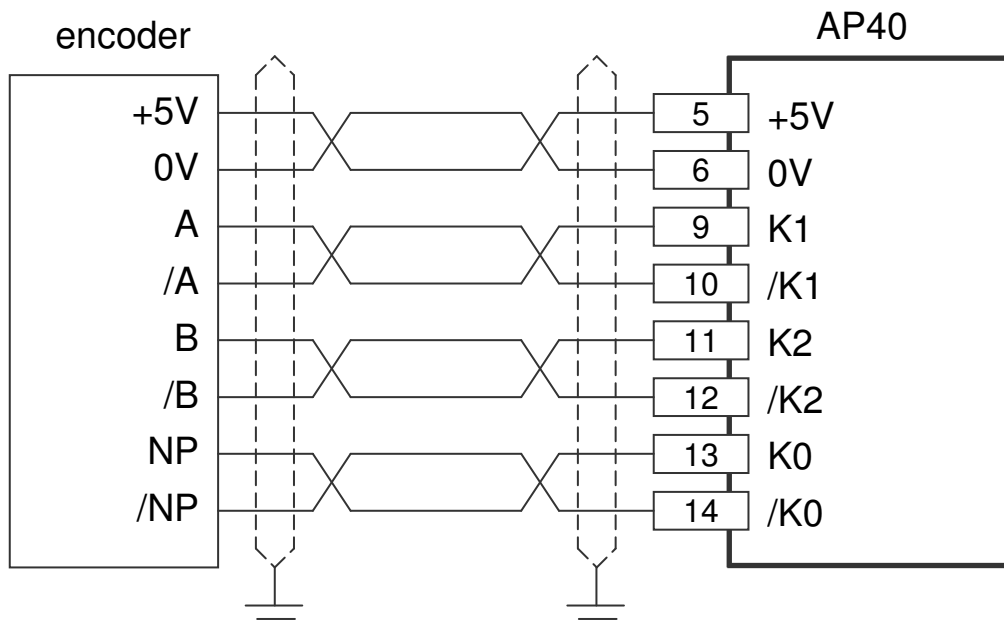 encoder AP40
+5V 5 +5V
0V 6 0V
A 9 K1
/A 10 /K1
B 11 K2
/B 12 /K2
NP 13 K0
/NP 14 /K0